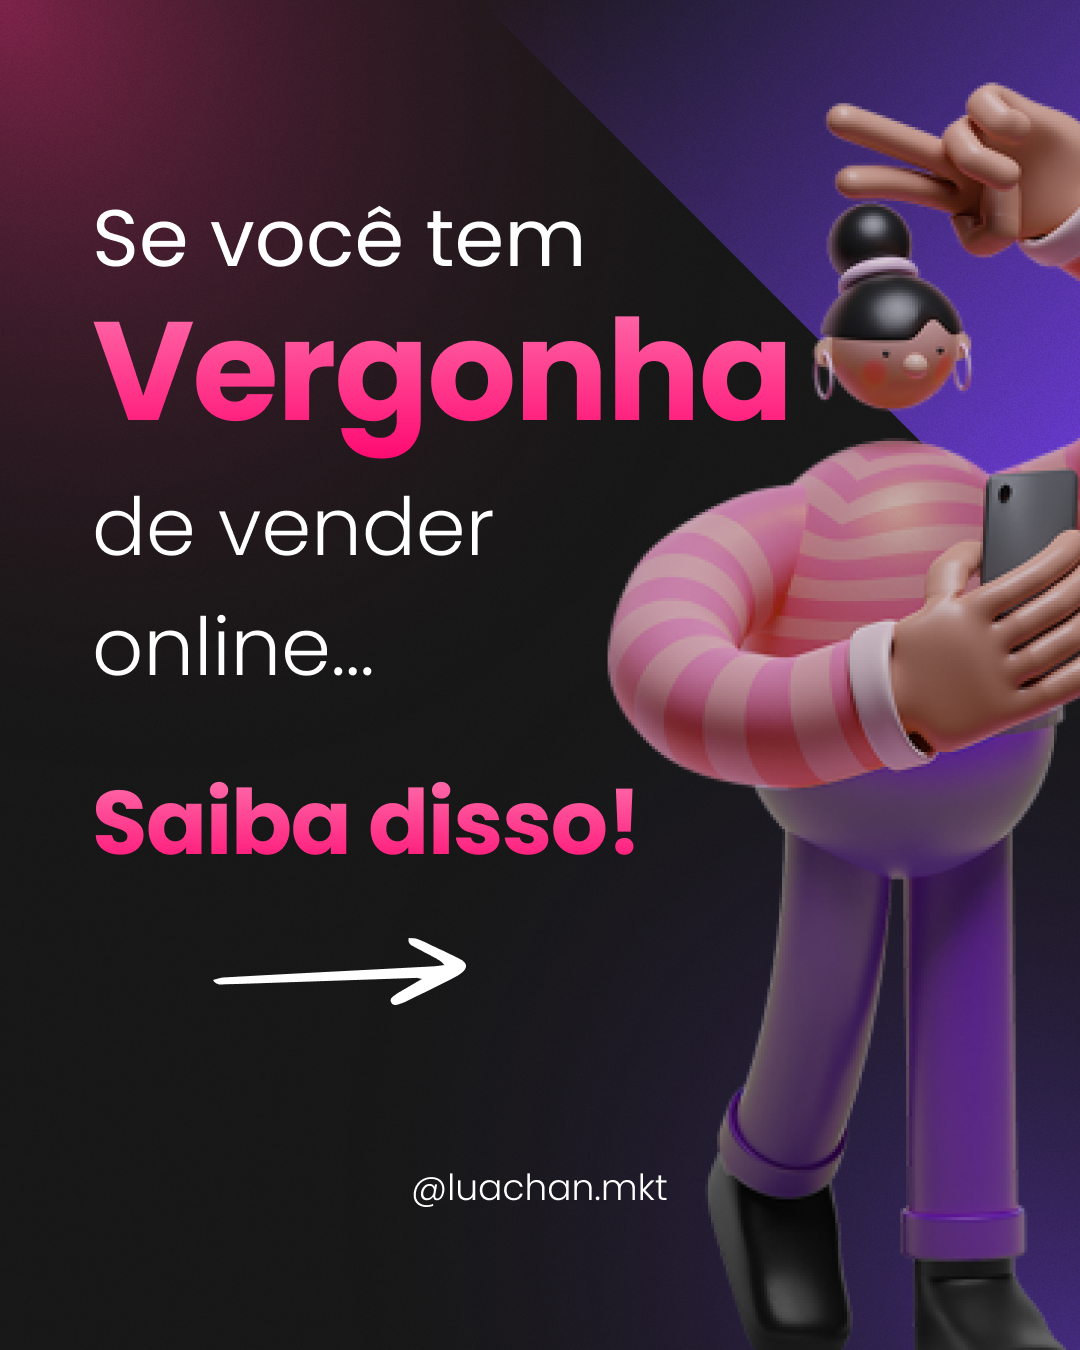 Se você tem
Vergonha
de vender
online...
Saiba disso!
@luachan.mkt